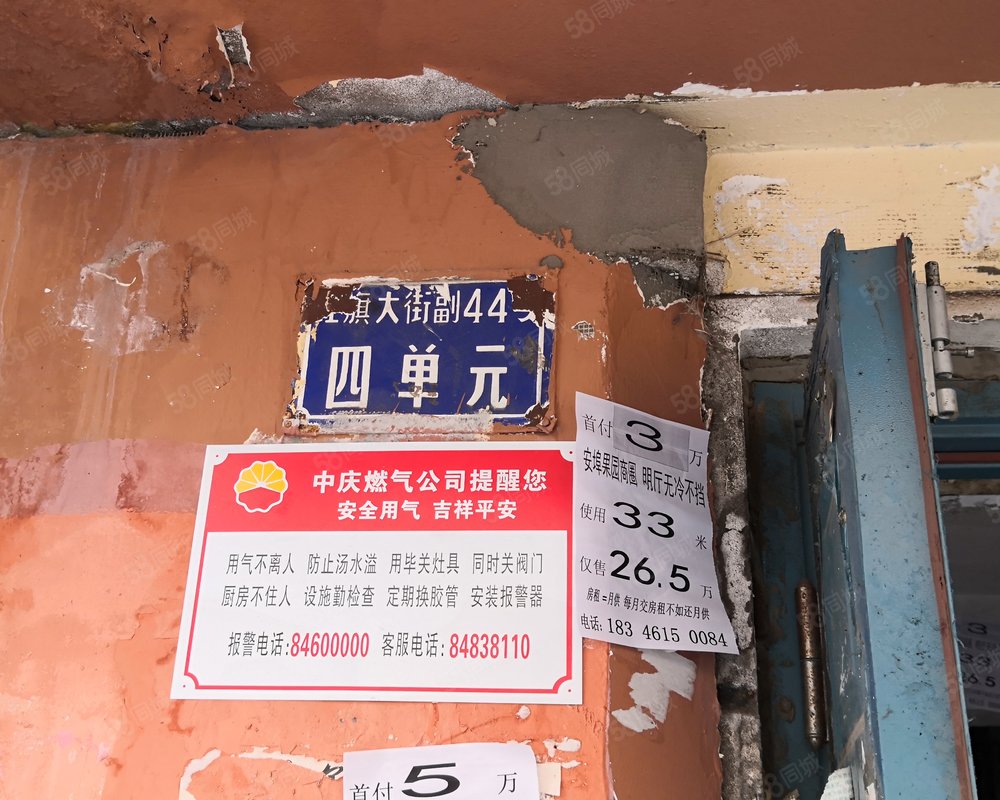 旗大街副44
四单元
中庆燃气公司提醒您
安全用气 吉祥平安
用气不离人 防止汤水溢 用毕关灶具 同时关阀门
厨房不住人 设施勤检查 定期换胶管 安装报警器
报警电话:84600000 客服电话:84838110
首付 3 万
安埠果园商圈 明厅无冷不挡
使用 33 米
仅售 26.5 万
房租=月供 每月交房租不如还月供
电话: 183 4615 0084
首付 5 万
58同城